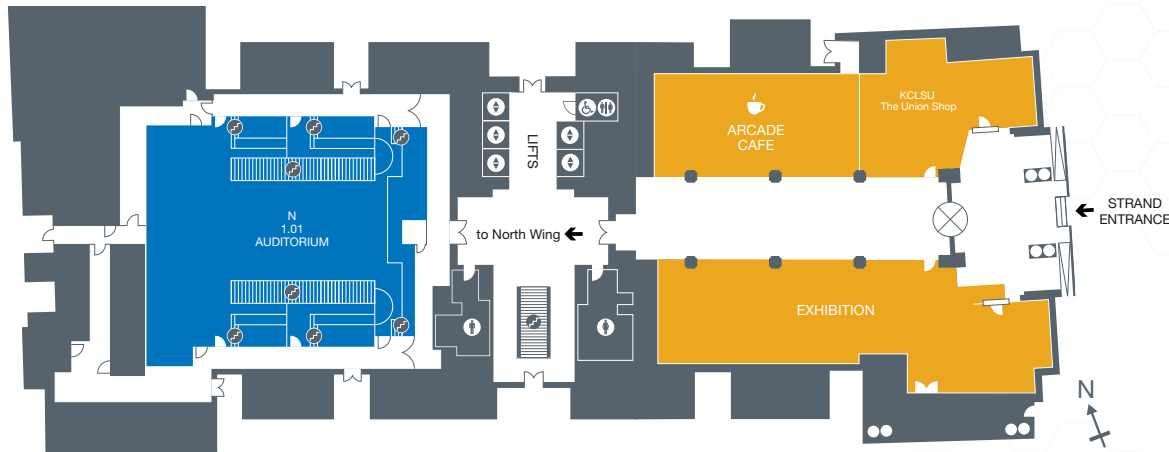 KCLSU
The Union Shop
ARCADE
CAFE
LIFTS
STRAND
ENTRANCE
N
1.01
AUDITORIUM
to North Wing
EXHIBITION
N